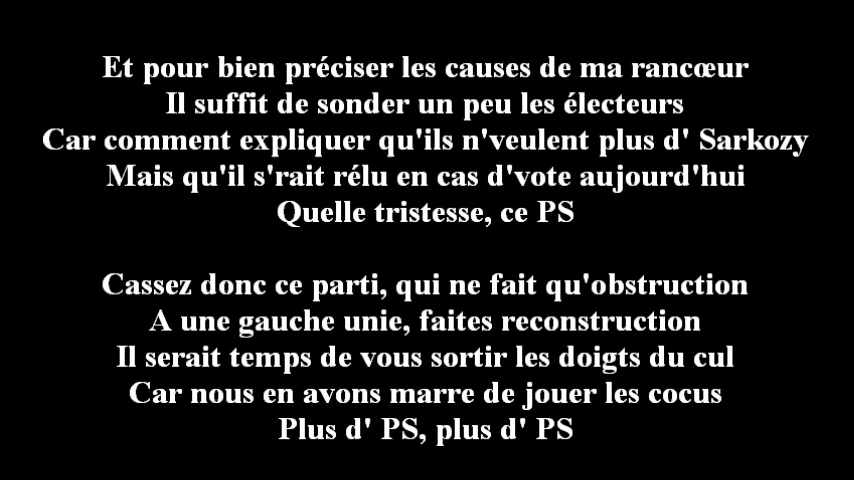 Et pour bien préciser les causes de ma rancœur
Il suffit de sonder un peu les électeurs
Car comment expliquer qu'ils n'veulent plus d' Sarkozy
Mais qu'il s'rait rélu en cas d'vote aujourd'hui
Quelle tristesse, ce PS
Cassez donc ce parti, qui ne fait qu'obstruction
A une gauche unie, faites reconstruction
Il serait temps de vous sortir les doigts du cul
Car nous en avons marre de jouer les cocus
Plus d' PS, plus d' PS